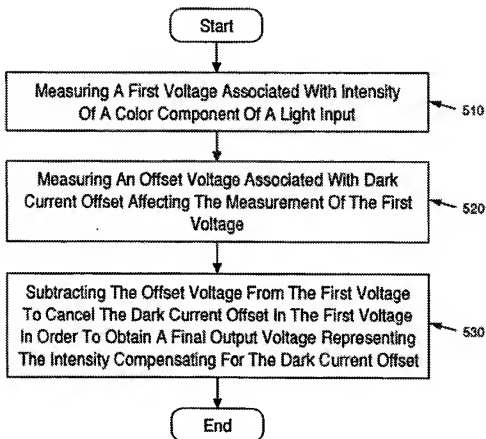 Start
Measuring A First Voltage Associated With Intensity
Of A Color Component Of A Light Input
510
Measuring An Offset Voltage Associated With Dark
Current Offset Affecting The Measurement Of The First
Voltage
520
Subtracting The Offset Voltage From The First Voltage
To Cancel The Dark Current Offset In The First Voltage
In Order To Obtain A Final Output Voltage Representing
The Intensity Compensating For The Dark Current Offset
530
End